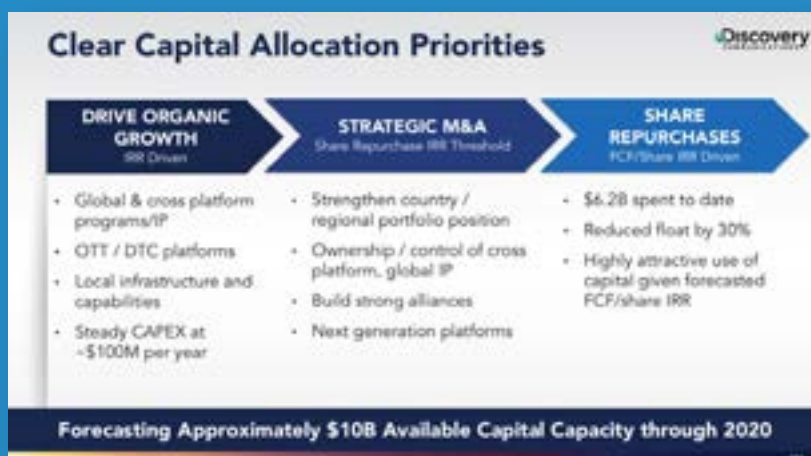 Clear Capital Allocation Priorities
Discovery
COMMUNICATIONS
DRIVE ORGANIC
GROWTH
IRR Driven
• Global & cross platform
programs/IP
• OTT / DTC platforms
• Local infrastructure and
capabilities
• Steady CAPEX at
~$100M per year
STRATEGIC M&A
Share Repurchase IRR Threshold
• Strengthen country /
regional portfolio position
• Ownership / control of cross
platform, global IP
• Build strong alliances
• Next generation platforms
SHARE
REPURCHASES
FCF/Share IRR Driven
• $6.2B spent to date
• Reduced float by 30%
• Highly attractive use of
capital given forecasted
FCF/share IRR
Forecasting Approximately $10B Available Capital Capacity through 2020